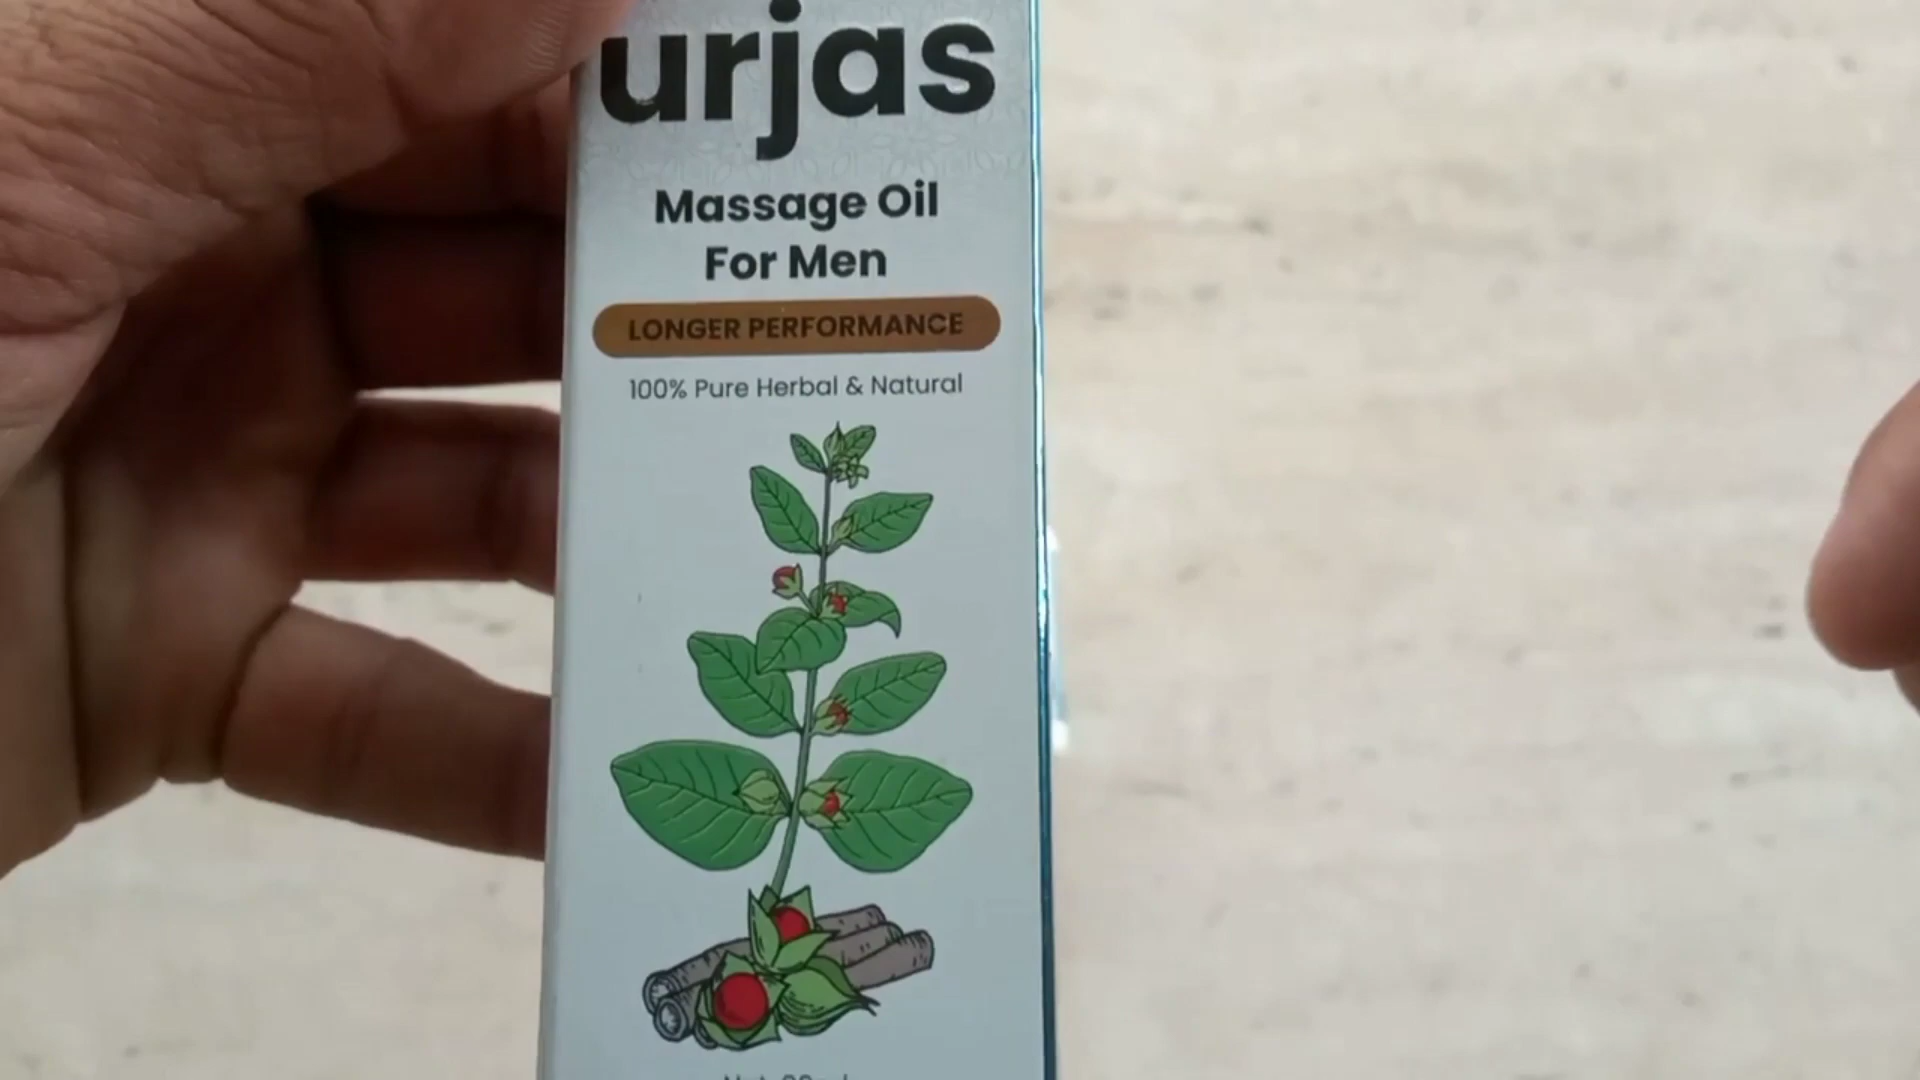 urjas
Massage Oil
For Men
LONGER PERFORMANCE
100% Pure Herbal & Natural